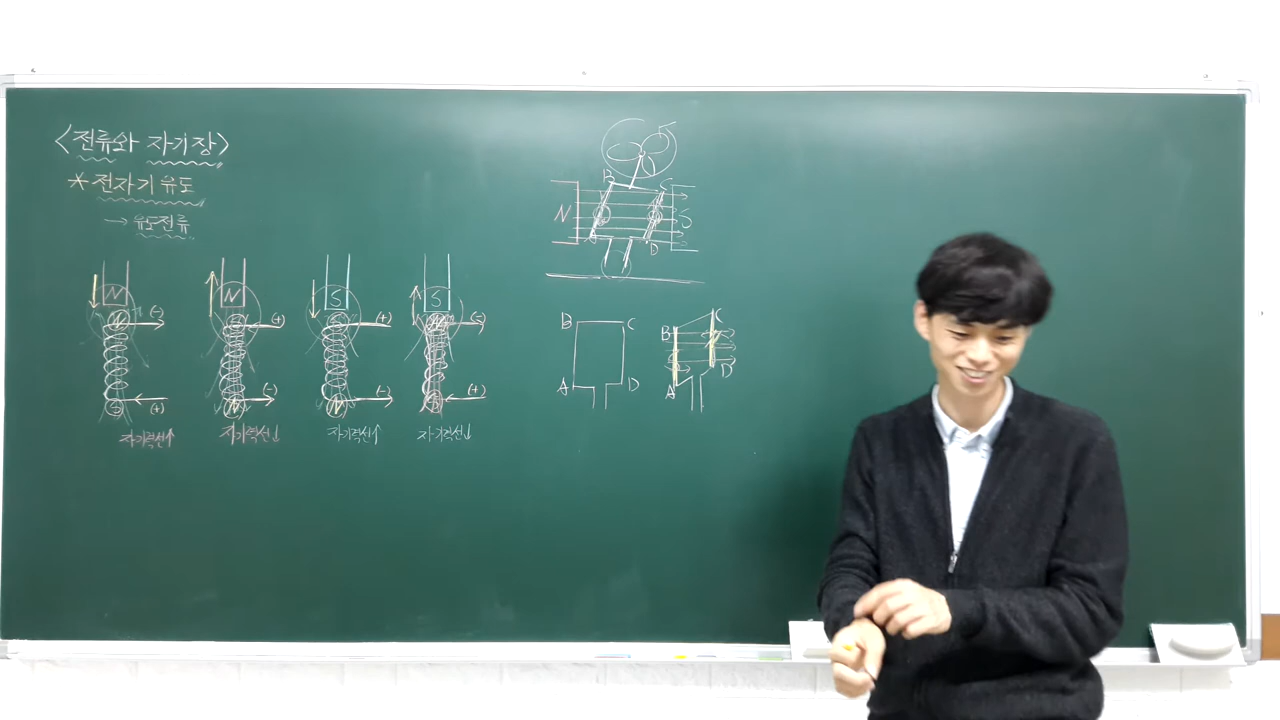 <전류와 자기장>
* 전자기 유도
→ 유도전류
N N S S
(-) (+) (+) (-)
N S
S N N
(+) (-) (-) (+)
자기력선↑ 자기력선↓ 자기력선↑ 자기력선↓
B C
N S
A D
B C
A D
B C
A D